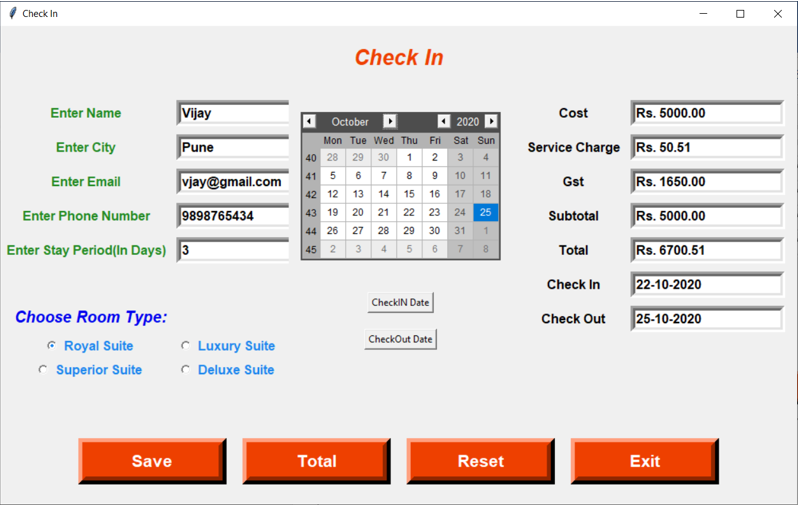 Check In
Check In
Enter Name Vijay
Enter City Pune
Enter Email vjay@gmail.com
Enter Phone Number 9898765434
Enter Stay Period(In Days) 3
October 2020
Mon Tue Wed Thu Fri Sat Sun
40 28 29 30 1 2 3 4
41 5 6 7 8 9 10 11
42 12 13 14 15 16 17 18
43 19 20 21 22 23 24 25
44 26 27 28 29 30 31 1
45 2 3 4 5 6 7 8
CheckIN Date
CheckOut Date
Cost Rs. 5000.00
Service Charge Rs. 50.51
Gst Rs. 1650.00
Subtotal Rs. 5000.00
Total Rs. 6700.51
Check In 22-10-2020
Check Out 25-10-2020
Choose Room Type:
Royal Suite Luxury Suite
Superior Suite Deluxe Suite
Save Total Reset Exit